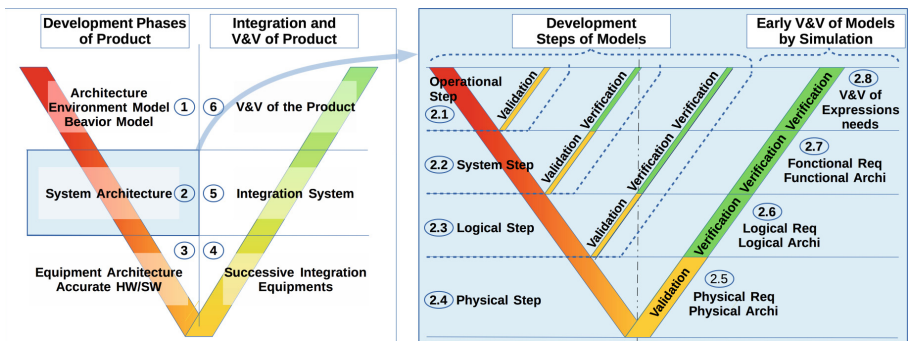 Development Phases
of Product
Integration and
V&V of Product
Architecture
Environment Model
Beavior Model
1
6
V&V of the Product
System Architecture
2
5
Integration System
3
4
Equipment Architecture
Accurate HW/SW
Successive Integration
Equipments
Development
Steps of Models
Early V&V of Models
by Simulation
Operational
Step
2.1
Validation
Verification
Verification
Verification
2.8
V&V of
Expressions
needs
2.2 System Step
Validation
Verification
Verification
2.7
Fonctional Req
Functional Archi
2.3 Logical Step
Validation
Verification
2.6
Logical Req
Logical Archi
2.4 Physical Step
Validation
2.5
Physical Req
Physical Archi